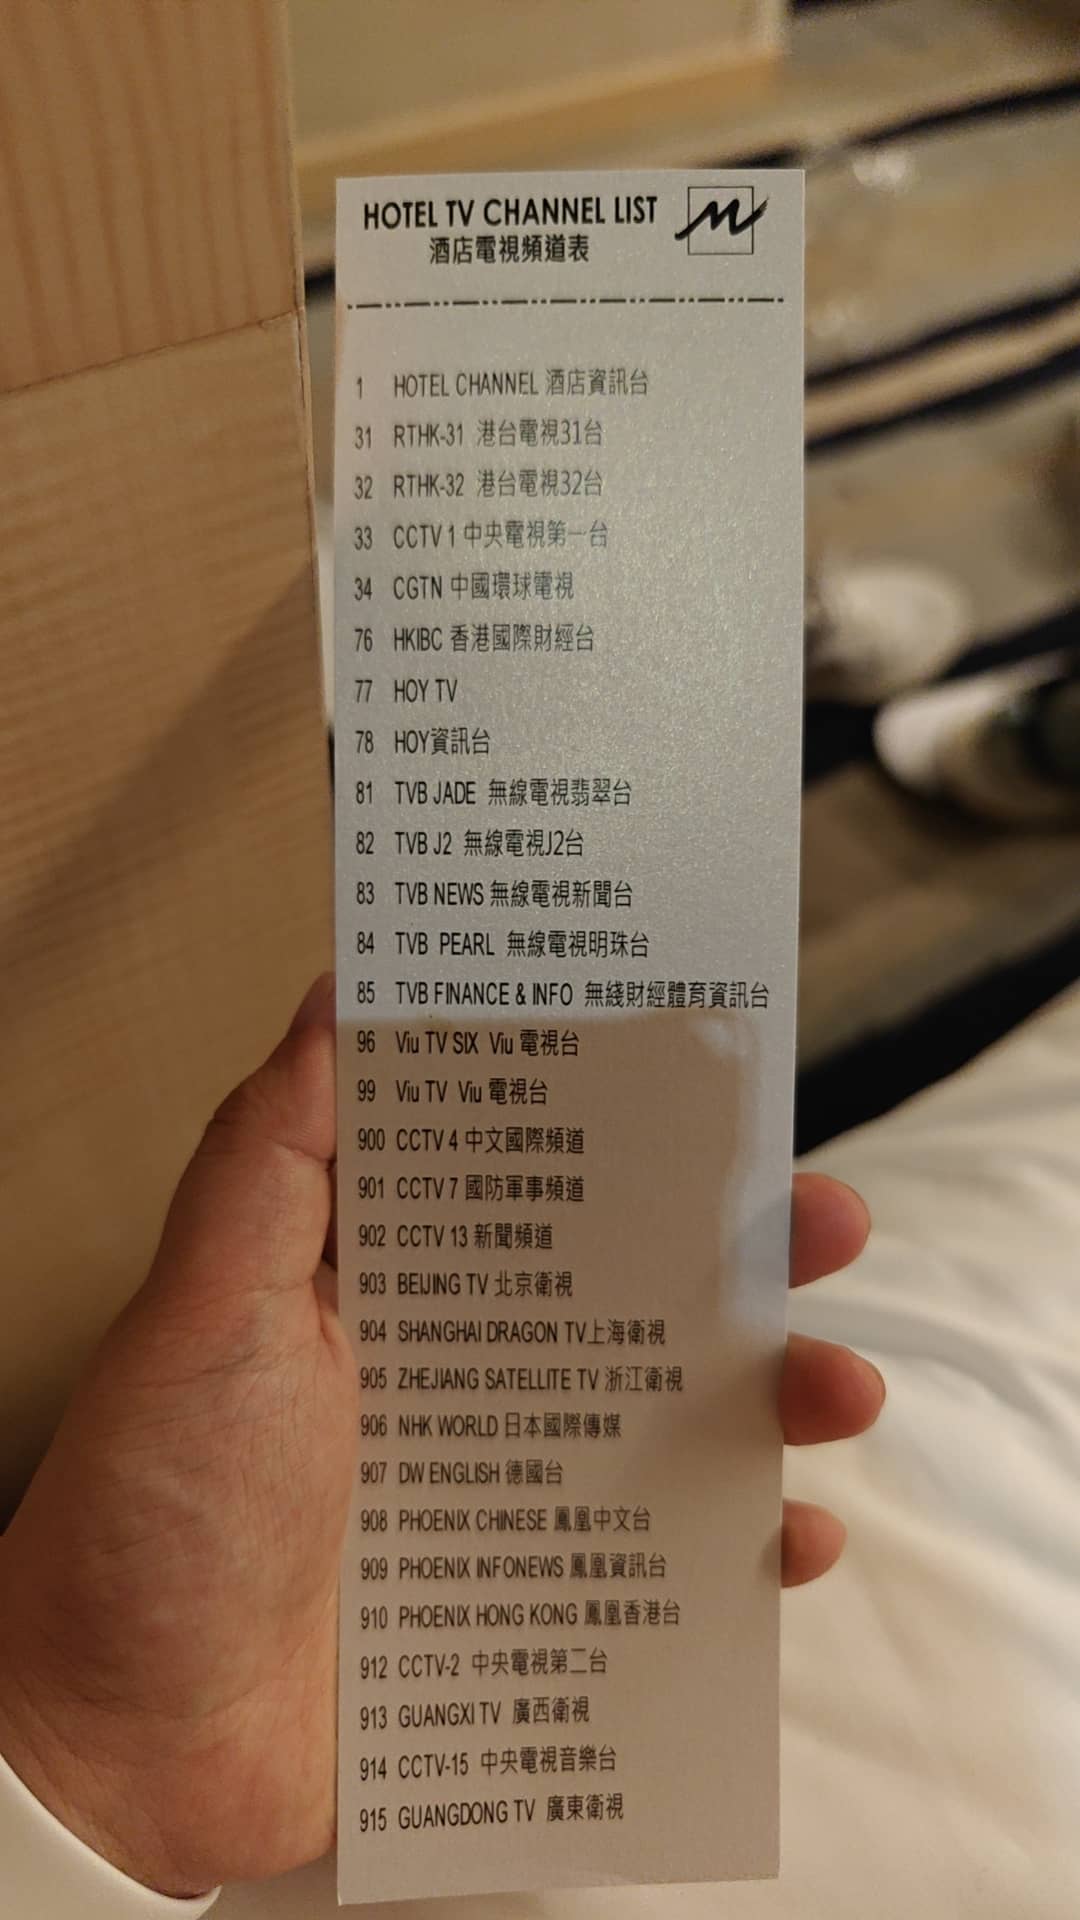 HOTEL TV CHANNEL LIST
酒店電視頻道表
1 HOTEL CHANNEL 酒店資訊台
31 RTHK-31 港台電視31台
32 RTHK-32 港台電視32台
33 CCTV 1 中央電視第一台
34 CGTN 中國環球電視
76 HKIBC 香港國際財經台
77 HOY TV
78 HOY資訊台
81 TVB JADE 無線電視翡翠台
82 TVB J2 無線電視J2台
83 TVB NEWS 無線電視新聞台
84 TVB PEARL 無線電視明珠台
85 TVB FINANCE & INFO 無綫財經體育資訊台
96 Viu TV SIX Viu 電視台
99 Viu TV Viu 電視台
900 CCTV 4 中文國際頻道
901 CCTV 7 國防軍事頻道
902 CCTV 13 新聞頻道
903 BEIJING TV 北京衛視
904 SHANGHAI DRAGON TV上海衛視
905 ZHEJIANG SATELLITE TV 浙江衛視
906 NHK WORLD 日本國際傳媒
907 DW ENGLISH 德國台
908 PHOENIX CHINESE 鳳凰中文台
909 PHOENIX INFONEWS 鳳凰資訊台
910 PHOENIX HONG KONG 鳳凰香港台
912 CCTV-2 中央電視第二台
913 GUANGXI TV 廣西衛視
914 CCTV-15 中央電視音樂台
915 GUANGDONG TV 廣東衛視